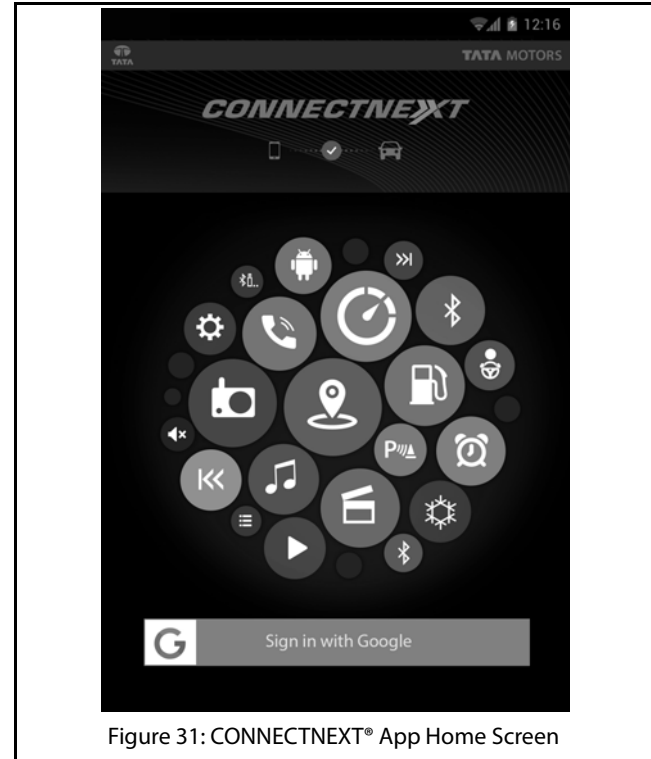 12:16
TATA
TATA MOTORS
CONNECTNEXT
P
G
Sign in with Google
Figure 31: CONNECTNEXT® App Home Screen